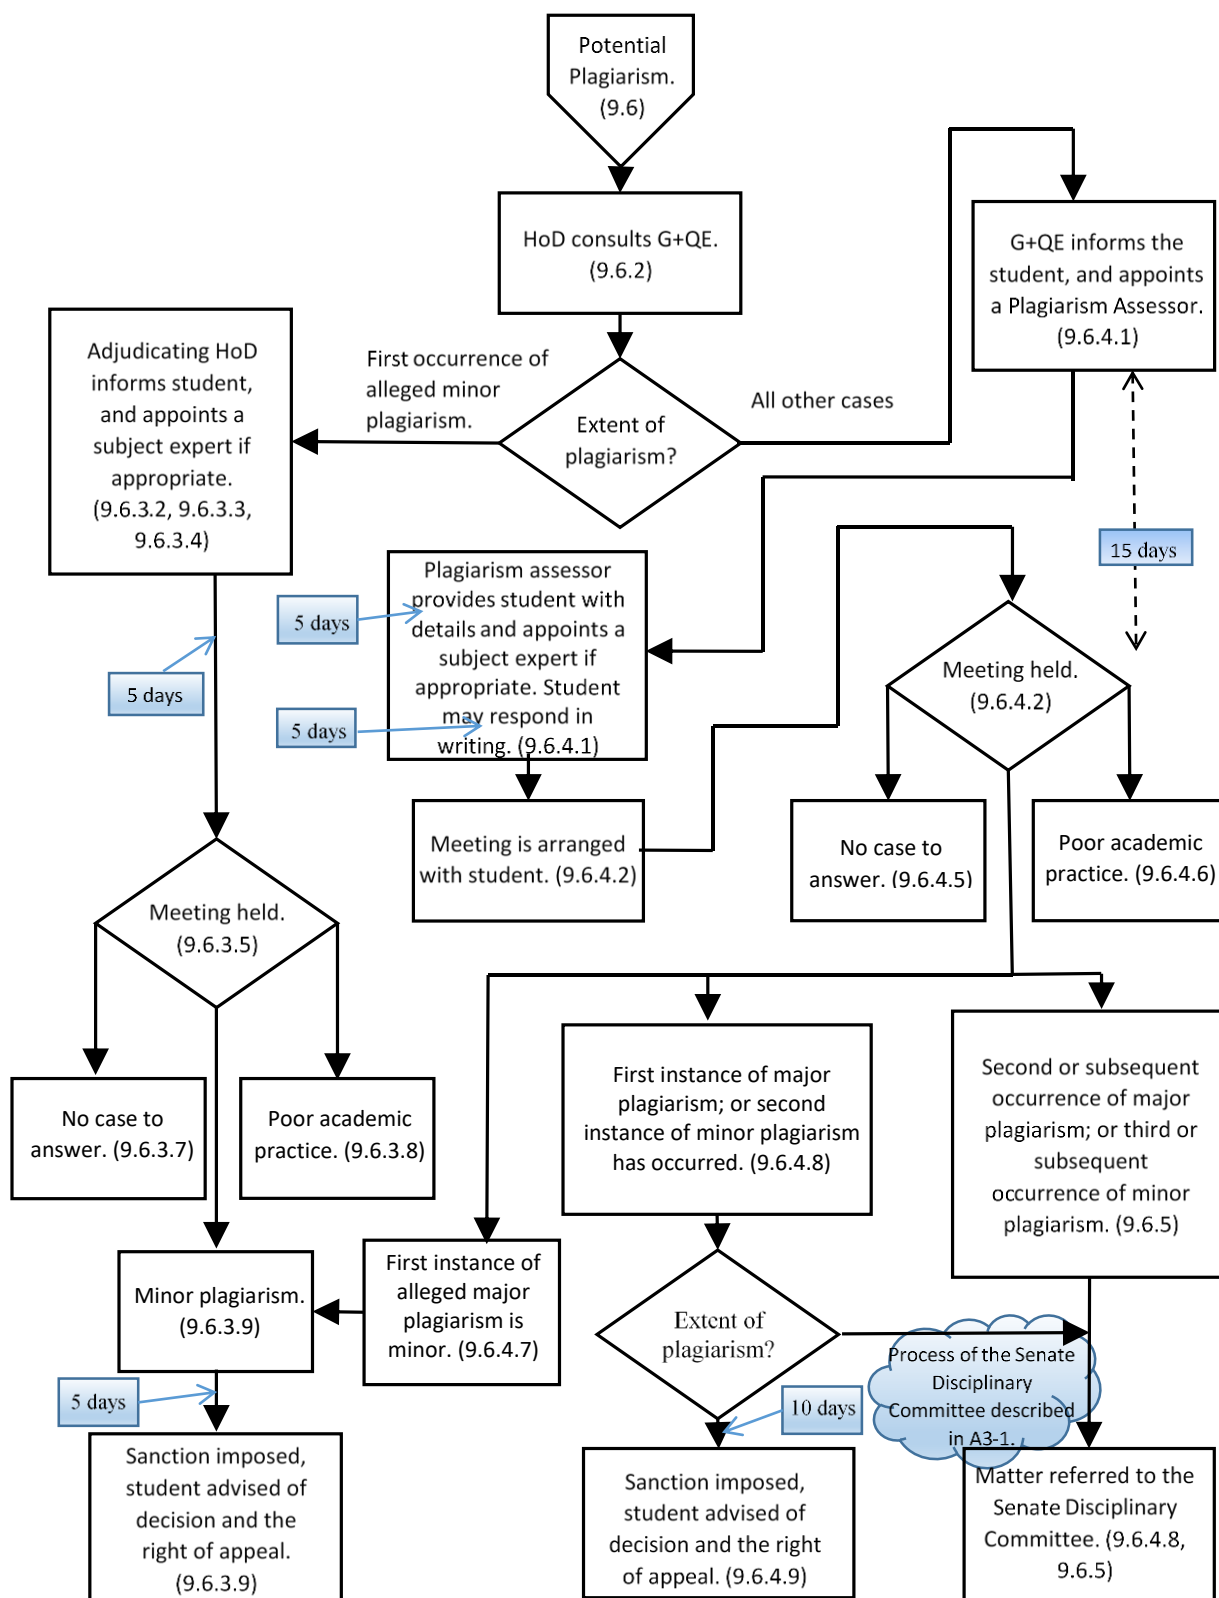 Potential
Plagiarism.
(9.6)
HoD consults G+QE.
(9.6.2)
G+QE informs the
student, and appoints
a Plagiarism Assessor.
(9.6.4.1)
Adjudicating HoD
informs student,
and appoints a
subject expert if
appropriate.
(9.6.3.2, 9.6.3.3,
9.6.3.4)
First occurrence of
alleged minor
plagiarism.
Extent of
plagiarism?
All other cases
15 days
Plagiarism assessor
provides student with
details and appoints a
subject expert if
appropriate. Student
may respond in
writing. (9.6.4.1)
5 days
5 days
5 days
Meeting held.
(9.6.4.2)
Meeting is arranged
with student. (9.6.4.2)
No case to
answer. (9.6.4.5)
Poor academic
practice. (9.6.4.6)
Meeting held.
(9.6.3.5)
No case to
answer. (9.6.3.7)
Poor academic
practice. (9.6.3.8)
First instance of major
plagiarism; or second
instance of minor plagiarism
has occurred. (9.6.4.8)
Second or subsequent
occurrence of major
plagiarism; or third or
subsequent
occurrence of minor
plagiarism. (9.6.5)
Minor plagiarism.
(9.6.3.9)
First instance of
alleged major
plagiarism is
minor. (9.6.4.7)
Extent of
plagiarism?
Process of the Senate
Disciplinary
Committee described
in A3-1.
5 days
10 days
Sanction imposed,
student advised of
decision and the
right of appeal.
(9.6.3.9)
Sanction imposed,
student advised of
decision and the right
of appeal. (9.6.4.9)
Matter referred to the
Senate Disciplinary
Committee. (9.6.4.8,
9.6.5)